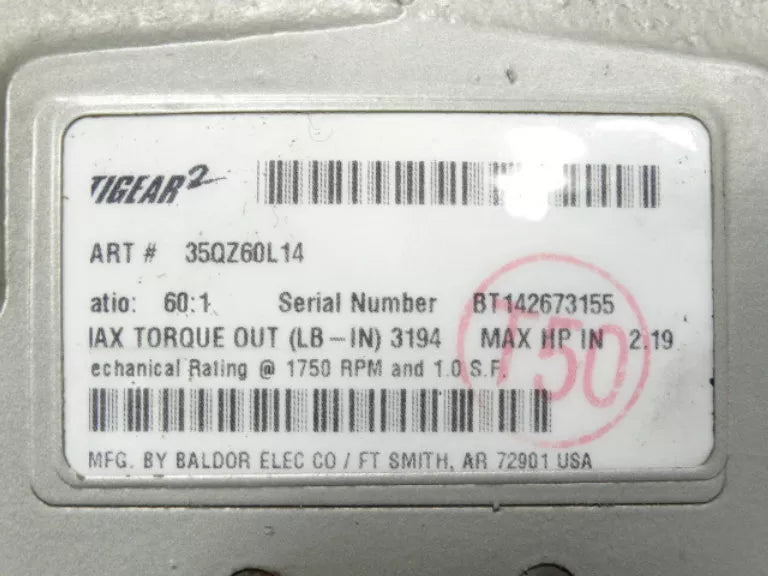 TIGEAR2
ART # 35QZ60L14
atio: 60:1 Serial Number BT142673155
IAX TORQUE OUT (LB-IN) 3194 MAX HP IN 2.19
echanical Rating @ 1750 RPM and 1.0 S.F.
T50
MFG. BY BALDOR ELEC CO / FT SMITH, AR 72901 USA